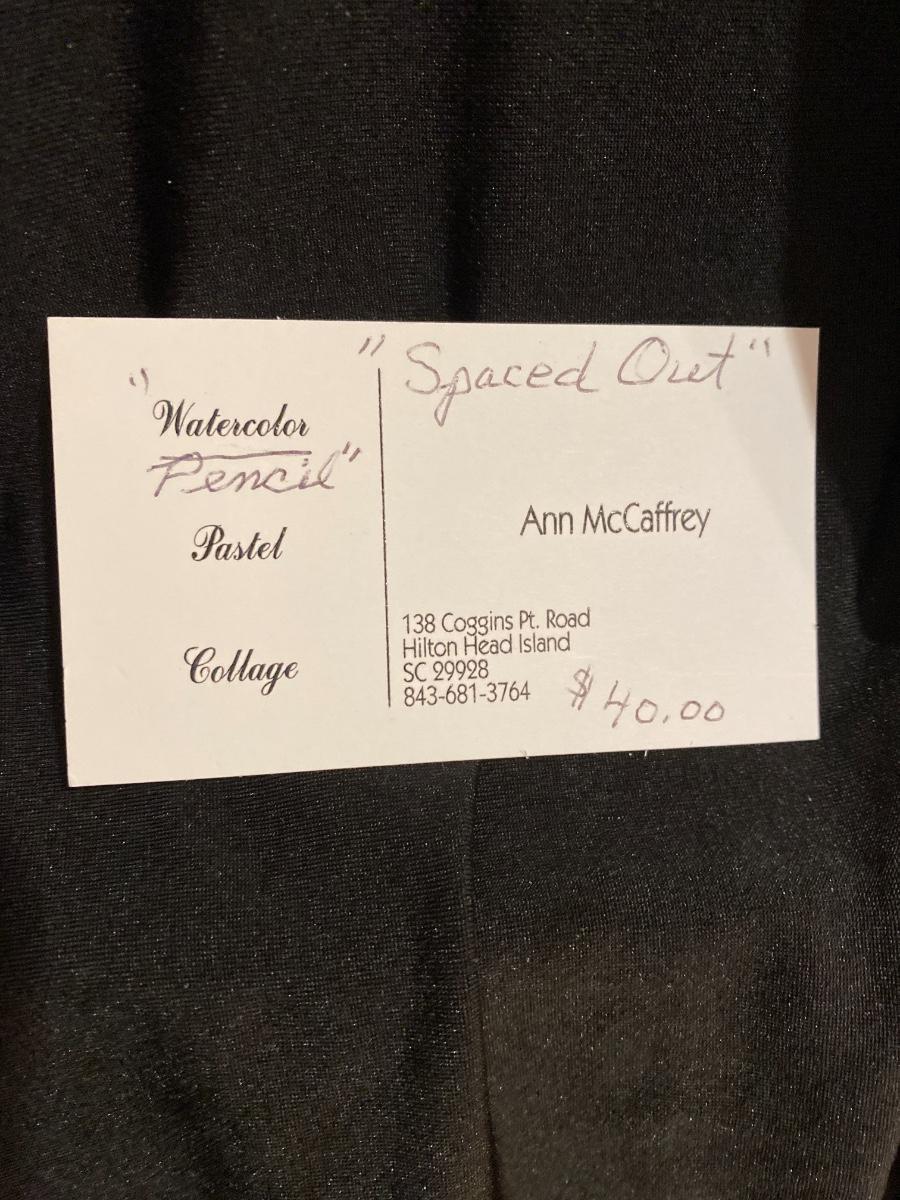 "Watercolor
Pencil"
Pastel
Collage
"Spaced Out"
Ann McCaffrey
138 Coggins Pt. Road
Hilton Head Island
SC 29928
843-681-3764
$40.00